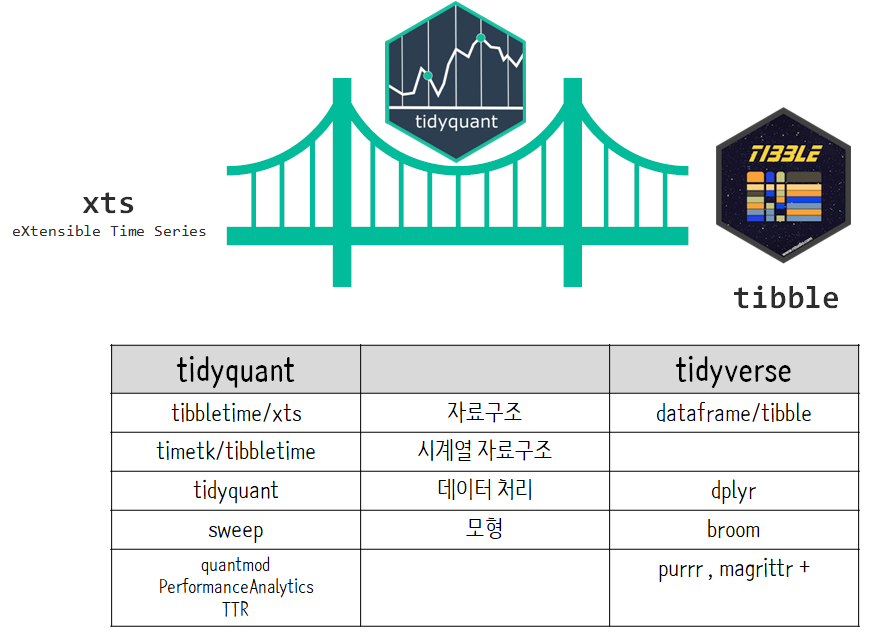 tidyquant
TIBBLE
xts
eXtensible Time Series
tibble
tidyquant tidyverse
tibbletime/xts 자료구조 dataframe/tibble
timetk/tibbletime 시계열 자료구조
tidyquant 데이터 처리 dplyr
sweep 모형 broom
quantmod
PerformanceAnalytics
TTR
purrr , magrittr +